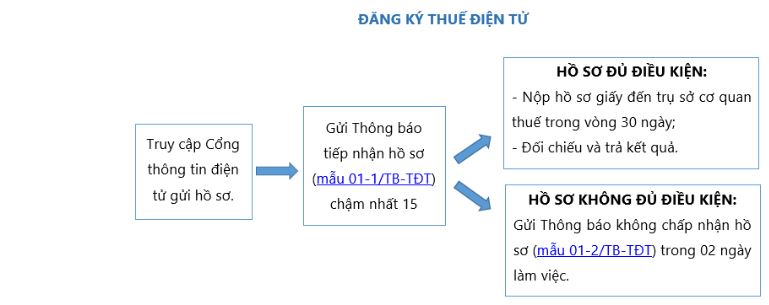 ĐĂNG KÝ THUẾ ĐIỆN TỬ
Truy cập Cổng
thông tin điện
tử gửi hồ sơ.
Gửi Thông báo
tiếp nhận hồ sơ
(mẫu 01-1/TB-TĐT)
chậm nhất 15
HỒ SƠ ĐỦ ĐIỀU KIỆN:
- Nộp hồ sơ giấy đến trụ sở cơ quan
thuế trong vòng 30 ngày;
- Đối chiếu và trả kết quả.
HỒ SƠ KHÔNG ĐỦ ĐIỀU KIỆN:
Gửi Thông báo không chấp nhận hồ
sơ (mẫu 01-2/TB-TĐT) trong 02 ngày
làm việc.